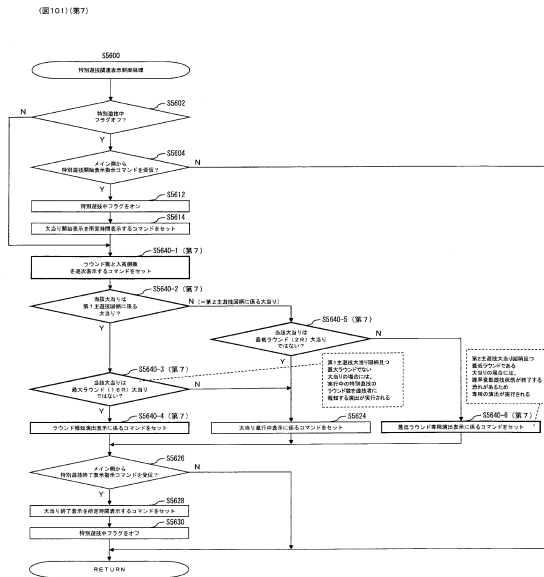 (図101)(第7)
S5600
特別遊技関連表示制御処理
S5602
特別遊技中
フラグオフ?
N
Y
S5604
メイン側から
特別遊技開始表示指示コマンドを受信?
N
Y
S5612
特別遊技中フラグをオン
S5614
大当り開始表示を所定時間表示するコマンドをセット
S5640-1 (第7)
ラウンド数と入賞個数
を逐次表示するコマンドをセット
S5640-2 (第7)
当該大当りは
第1主遊技図柄に係る
大当り?
N (=第2主遊技図柄に係る大当り)
Y
S5640-5 (第7)
当該大当りは
最低ラウンド(2R)大当り
ではない?
N
Y
S5640-3 (第7)
当該大当りは
最大ラウンド(16R)大当り
ではない?
N
Y
第1主遊技大当り図柄且つ
最大ラウンドでない
大当りの場合には、
実行中の特別遊技の
ラウンド数を遊技者に
報知する演出が実行される
第2主遊技大当り図柄且つ
最低ラウンドである
大当りの場合には、
確率変動遊技状態が終了する
恐れがあるため
専用の演出が実行される
S5640-4 (第7)
ラウンド報知演出表示に係るコマンドをセット
S5624
大当り進行中表示に係るコマンドをセット
S5640-6 (第7)
最低ラウンド専用演出表示に係るコマンドをセット
S5626
メイン側から
特別遊技終了表示指示コマンドを受信?
N
Y
S5628
大当り終了表示を所定時間表示するコマンドをセット
S5630
特別遊技中フラグをオフ
RETURN